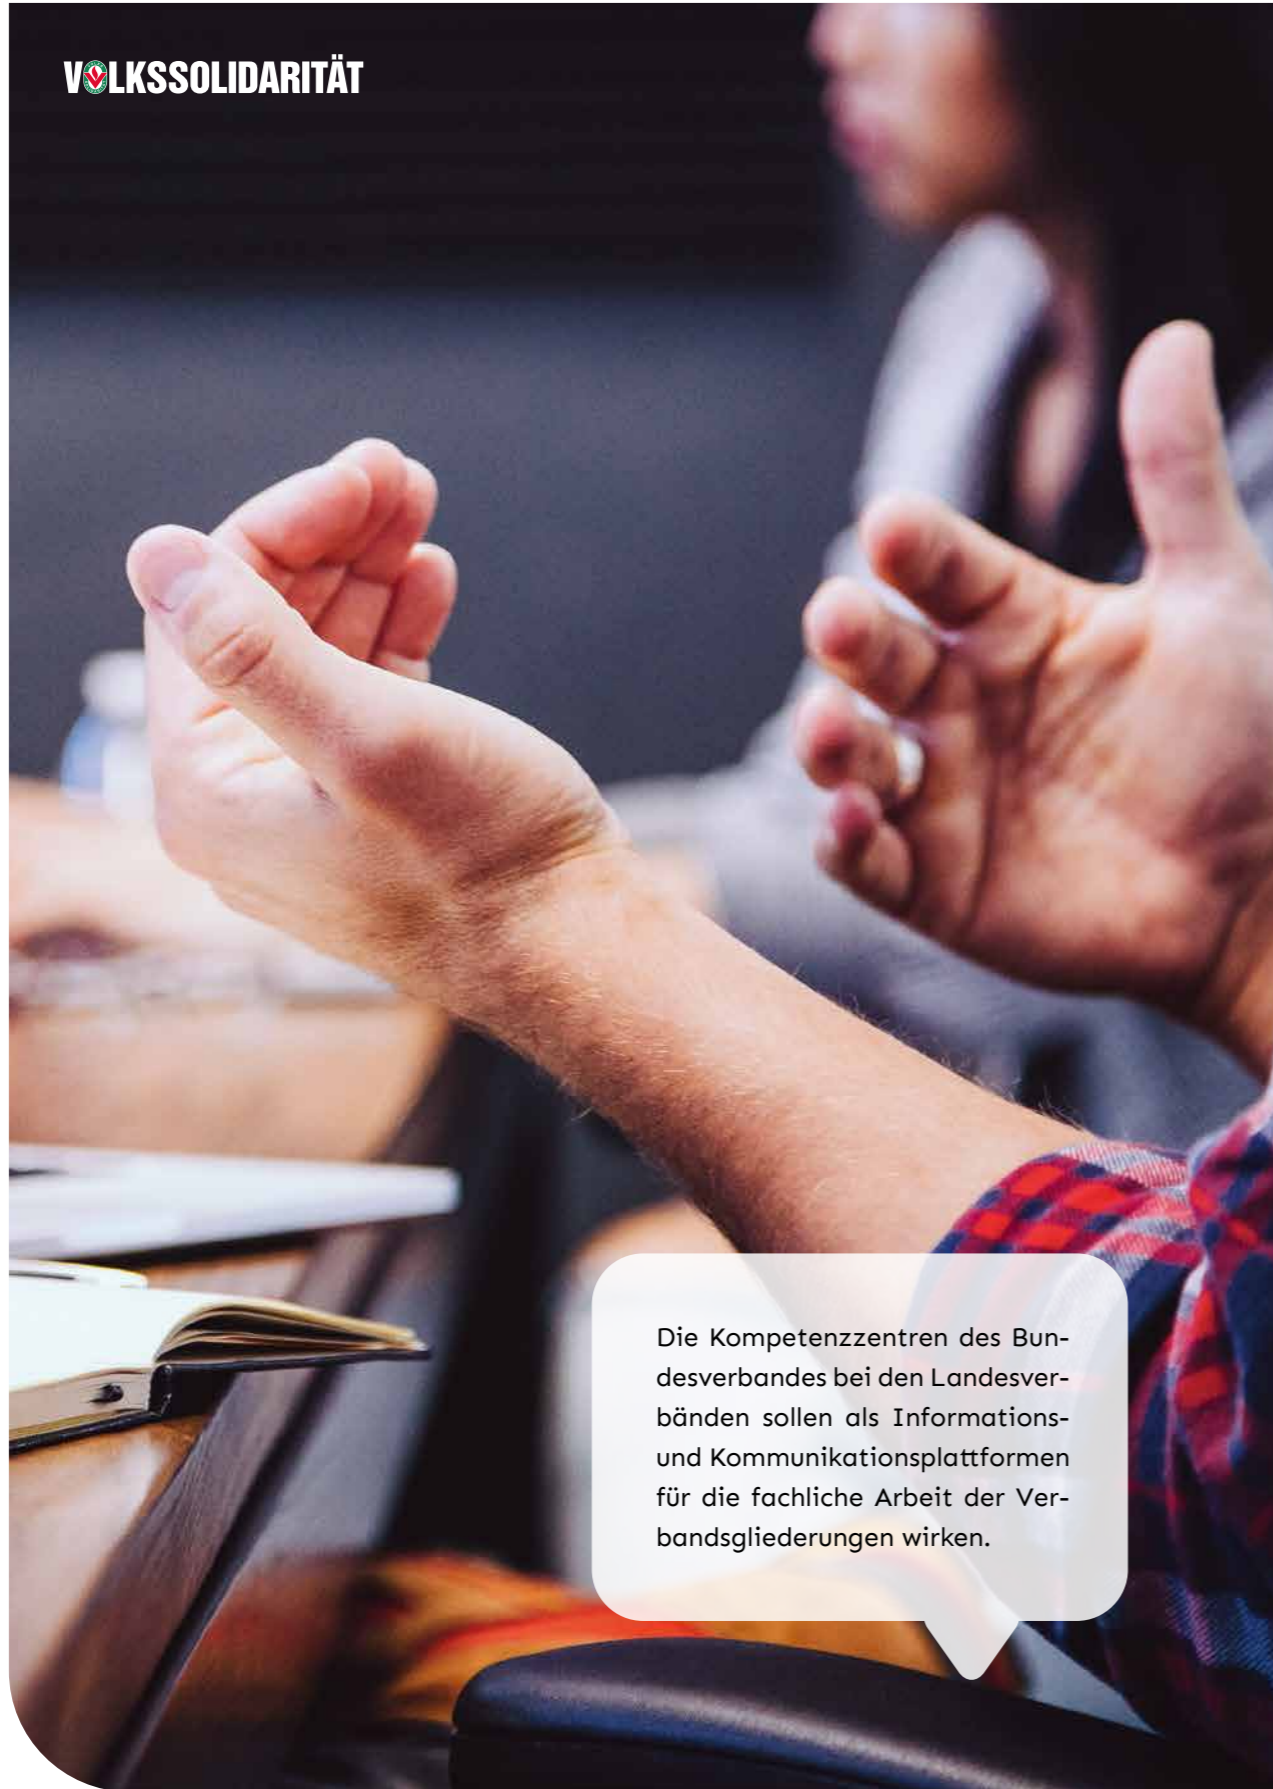 VOLKSSOLIDARITÄT
Die Kompetenzzentren des Bun-
desverbandes bei den Landesver-
bänden sollen als Informations-
und Kommunikationsplattformen
für die fachliche Arbeit der Ver-
bandsgliederungen wirken.